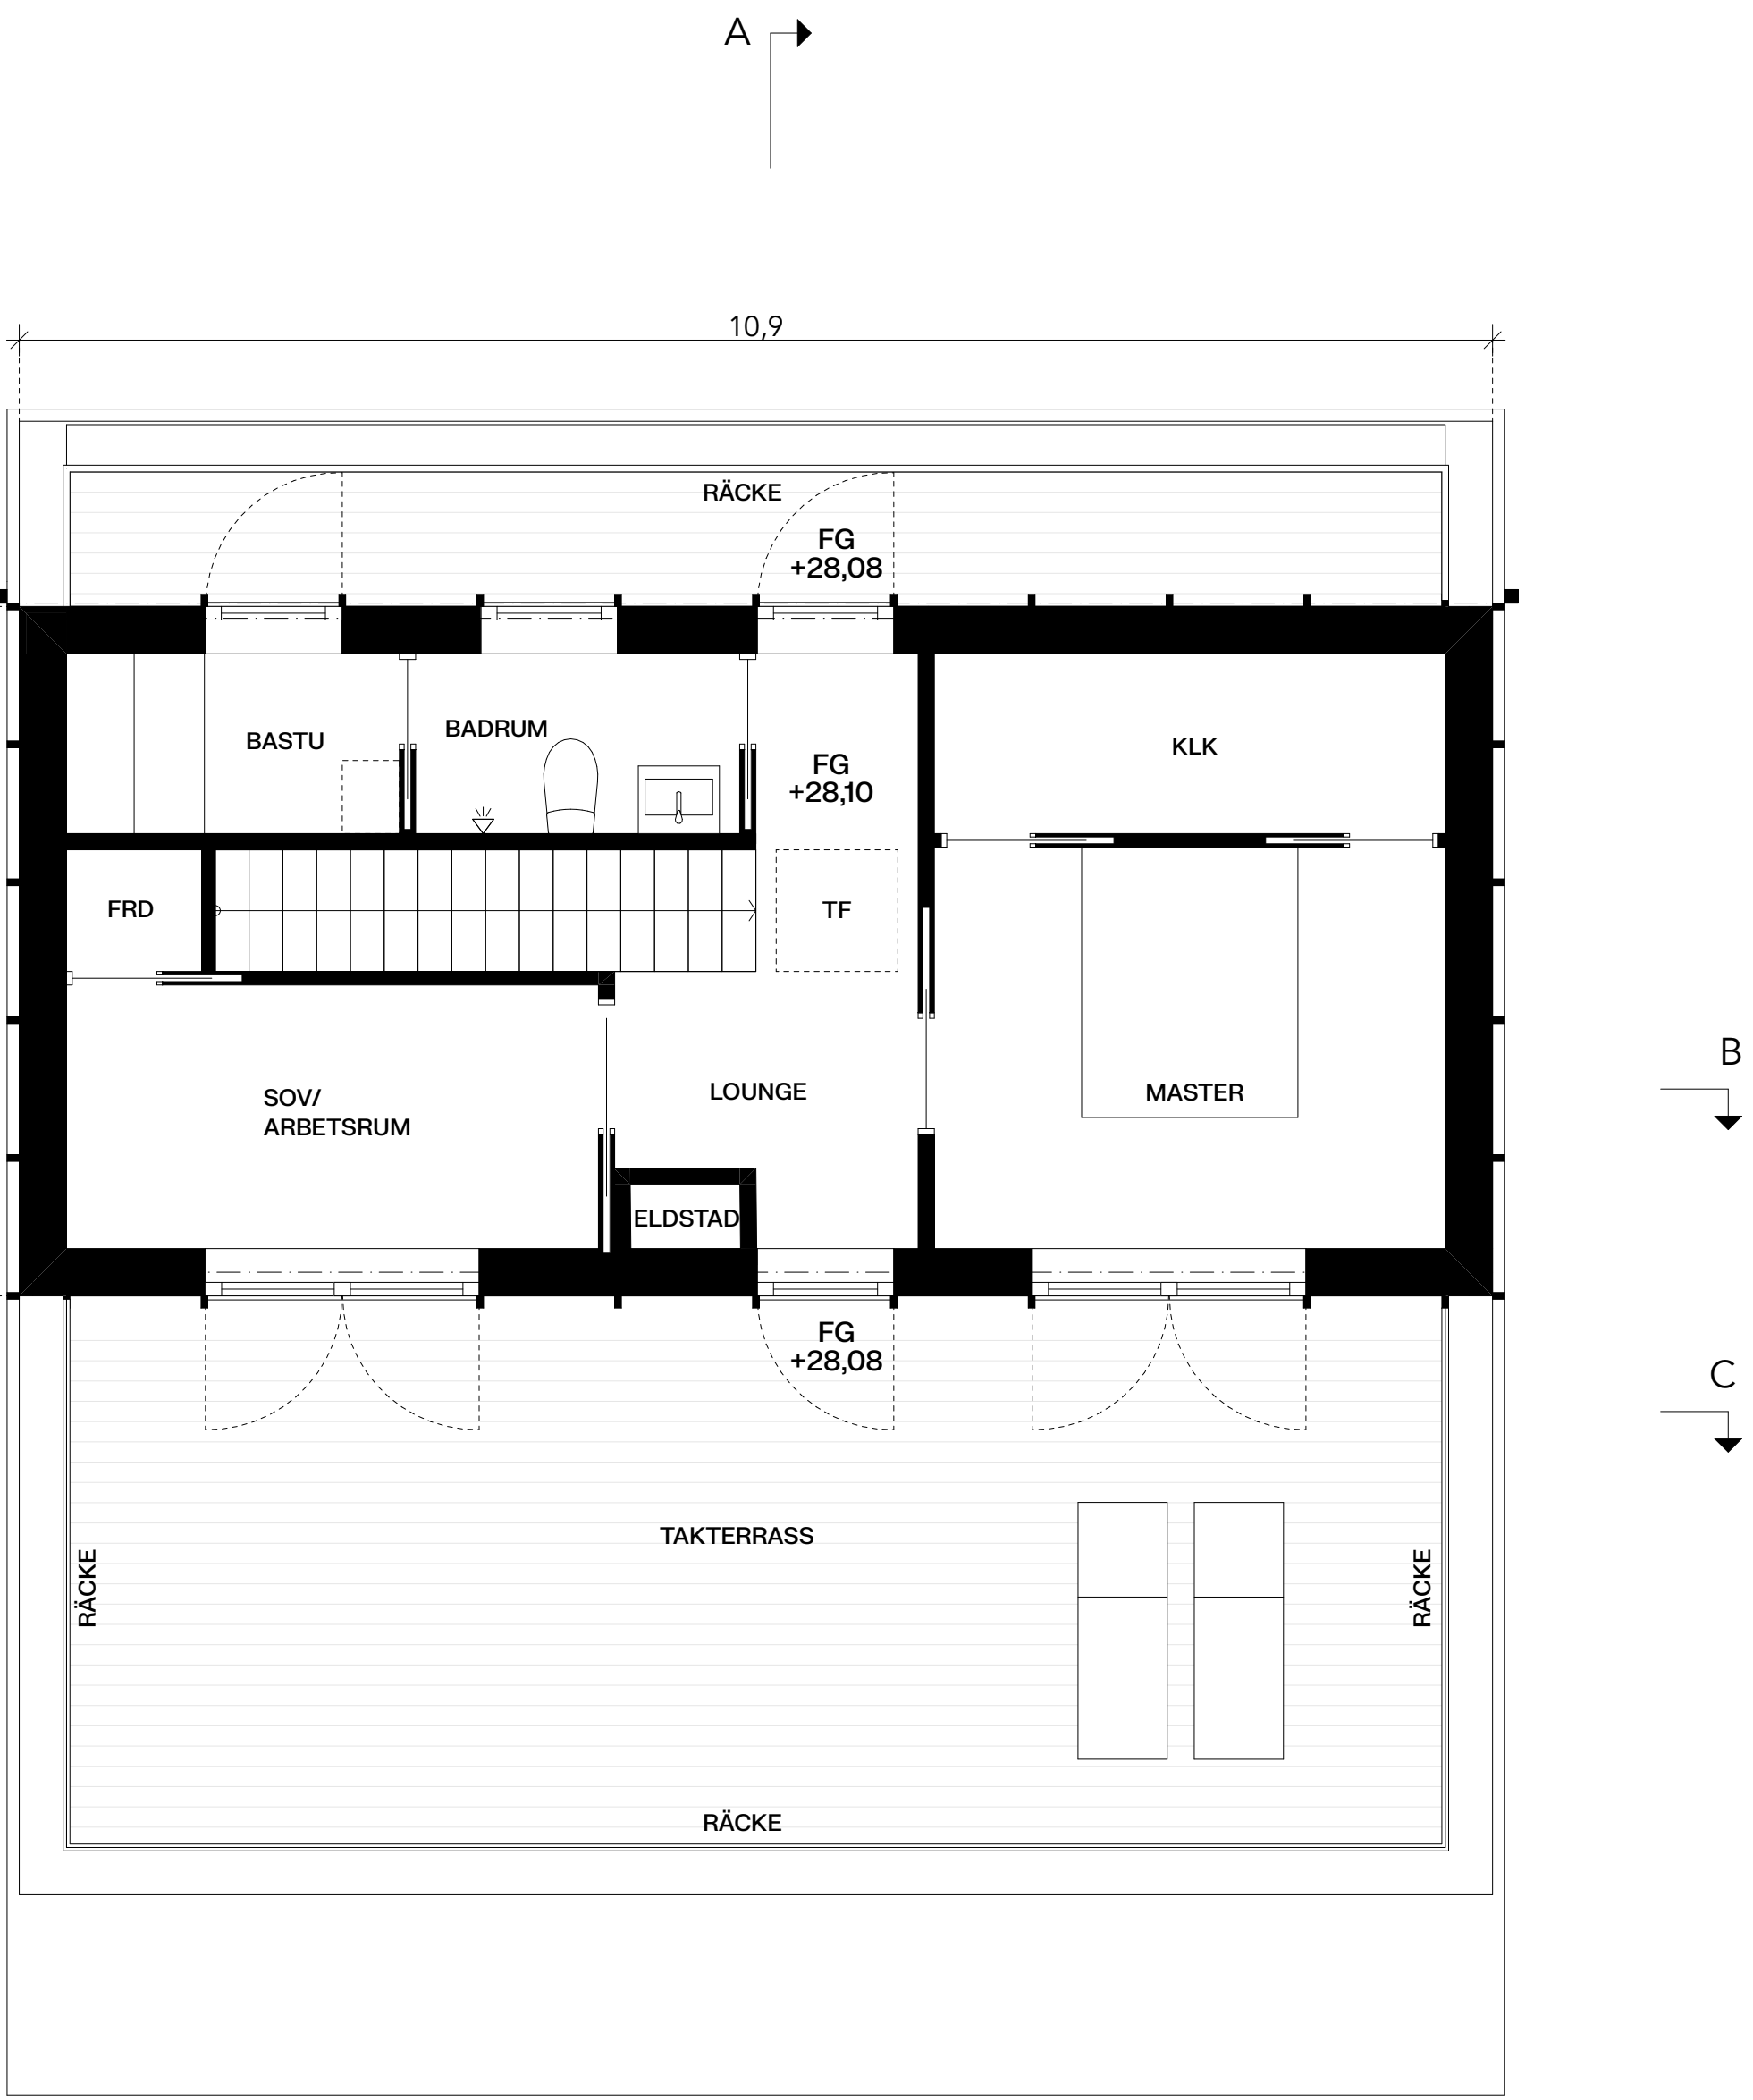 A
10,9
RÄCKE
FG
+28,08
BASTU
BADRUM
FG
+28,10
KLK
FRD
TF
SOV/
ARBETSRUM
LOUNGE
MASTER
B
ELDSTAD
FG
+28,08
C
TAKTERRASS
RÄCKE
RÄCKE
RÄCKE